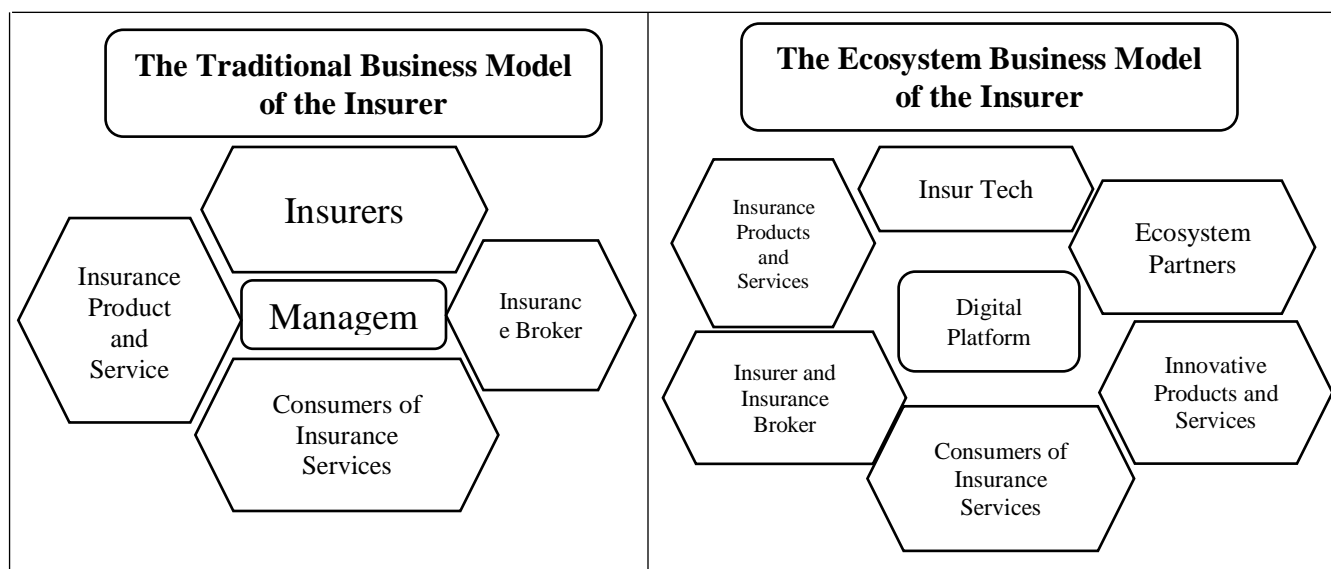 The Traditional Business Model
of the Insurer
Insurers
Insurance
Product
and
Service
Managem
Insuranc
e Broker
Consumers of
Insurance
Services
The Ecosystem Business Model
of the Insurer
Insurance
Products
and
Services
Insur Tech
Ecosystem
Partners
Digital
Platform
Insurer and
Insurance
Broker
Innovative
Products and
Services
Consumers of
Insurance
Services